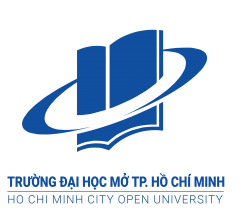 TRƯỜNG ĐẠI HỌC MỞ TP. HỒ CHÍ MINH
HO CHI MINH CITY OPEN UNIVERSITY